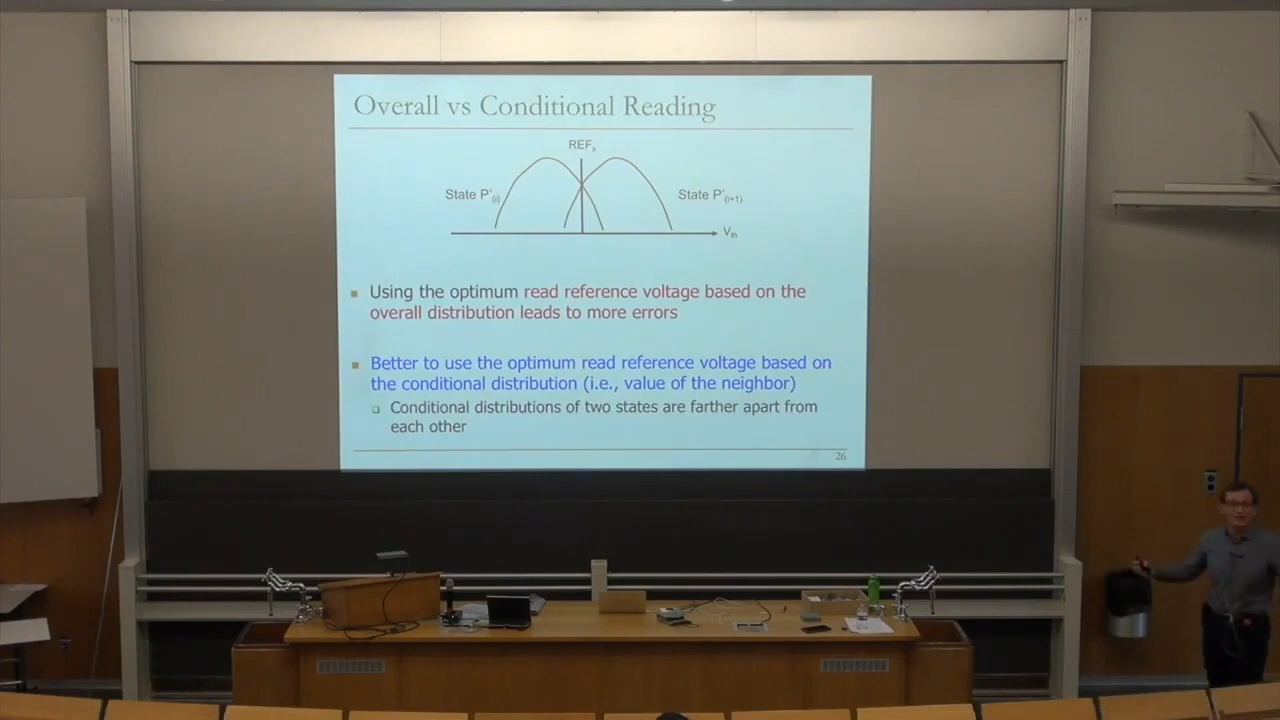 Overall vs Conditional Reading
REFx
State P'(i)
State P'(i+1)
Vth
Using the optimum read reference voltage based on the
overall distribution leads to more errors
Better to use the optimum read reference voltage based on
the conditional distribution (i.e., value of the neighbor)
Conditional distributions of two states are farther apart from
each other
26